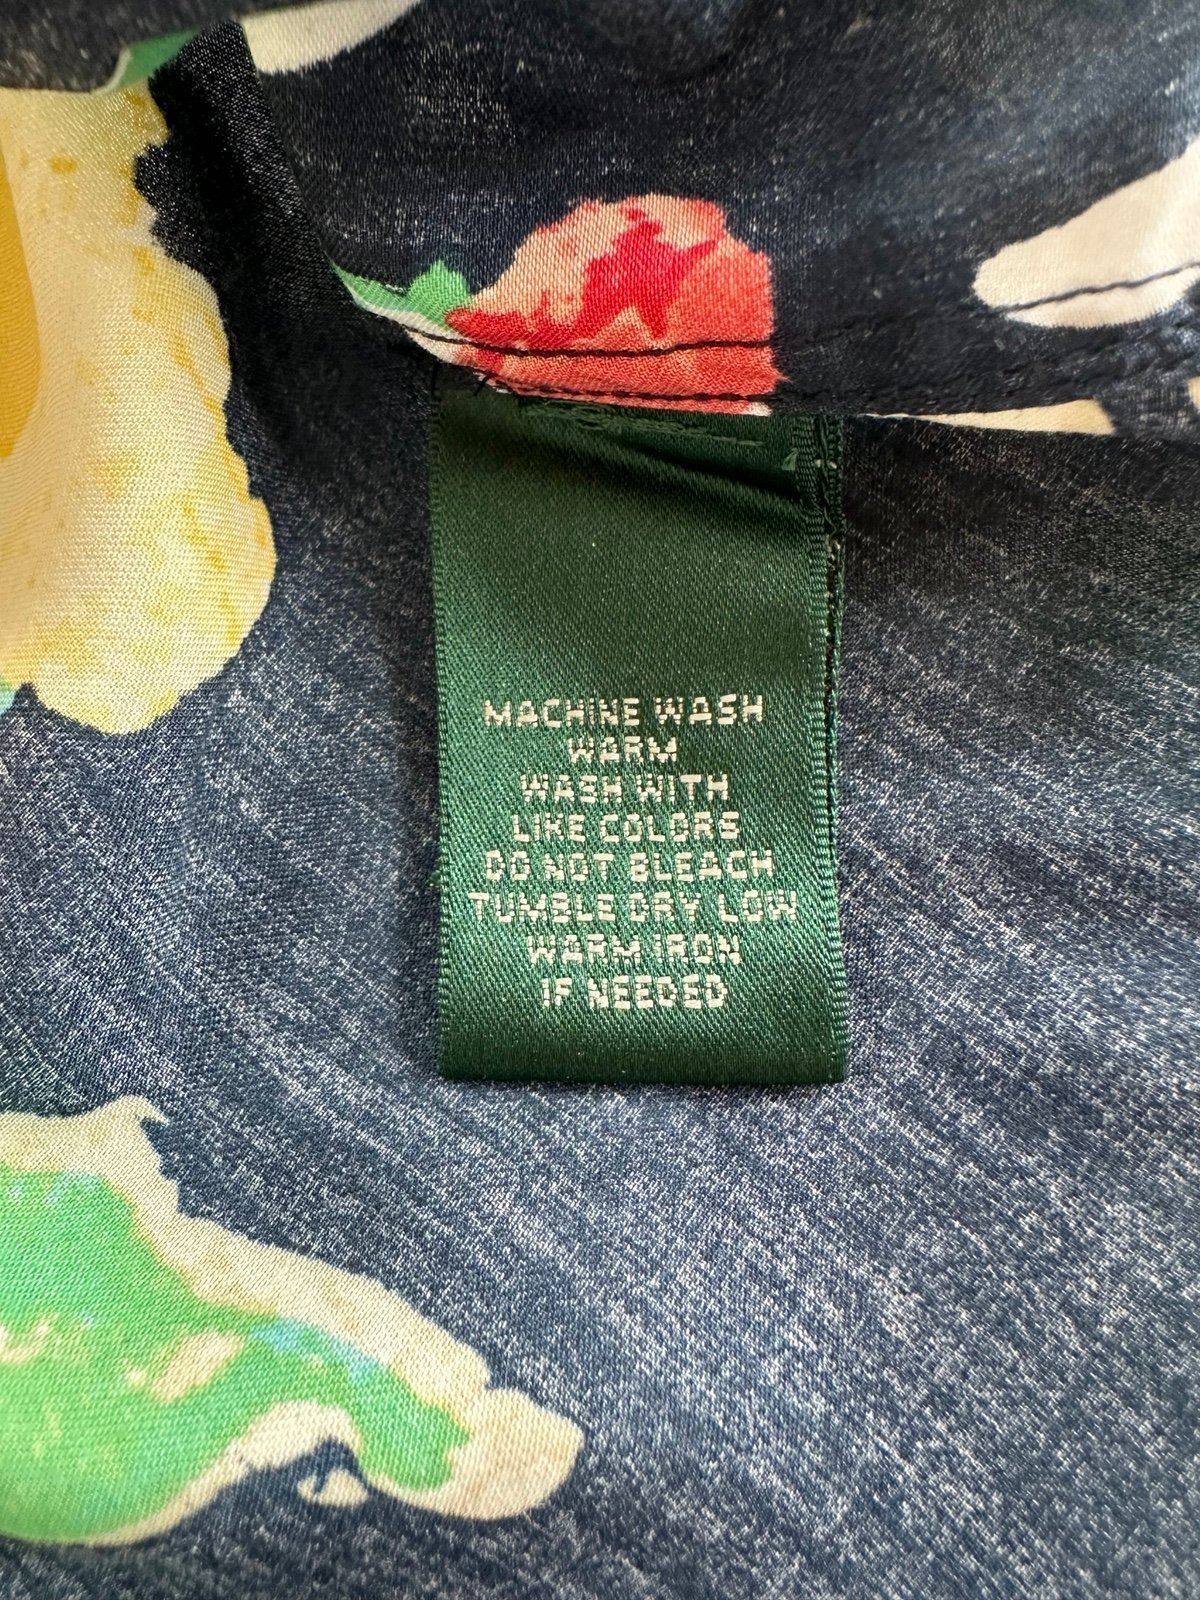 MACHINE WASH
WARM
WASH WITH
LIKE COLORS
DO NOT BLEACH
TUMBLE DRY LOW
WARM IRON
IF NEEDED